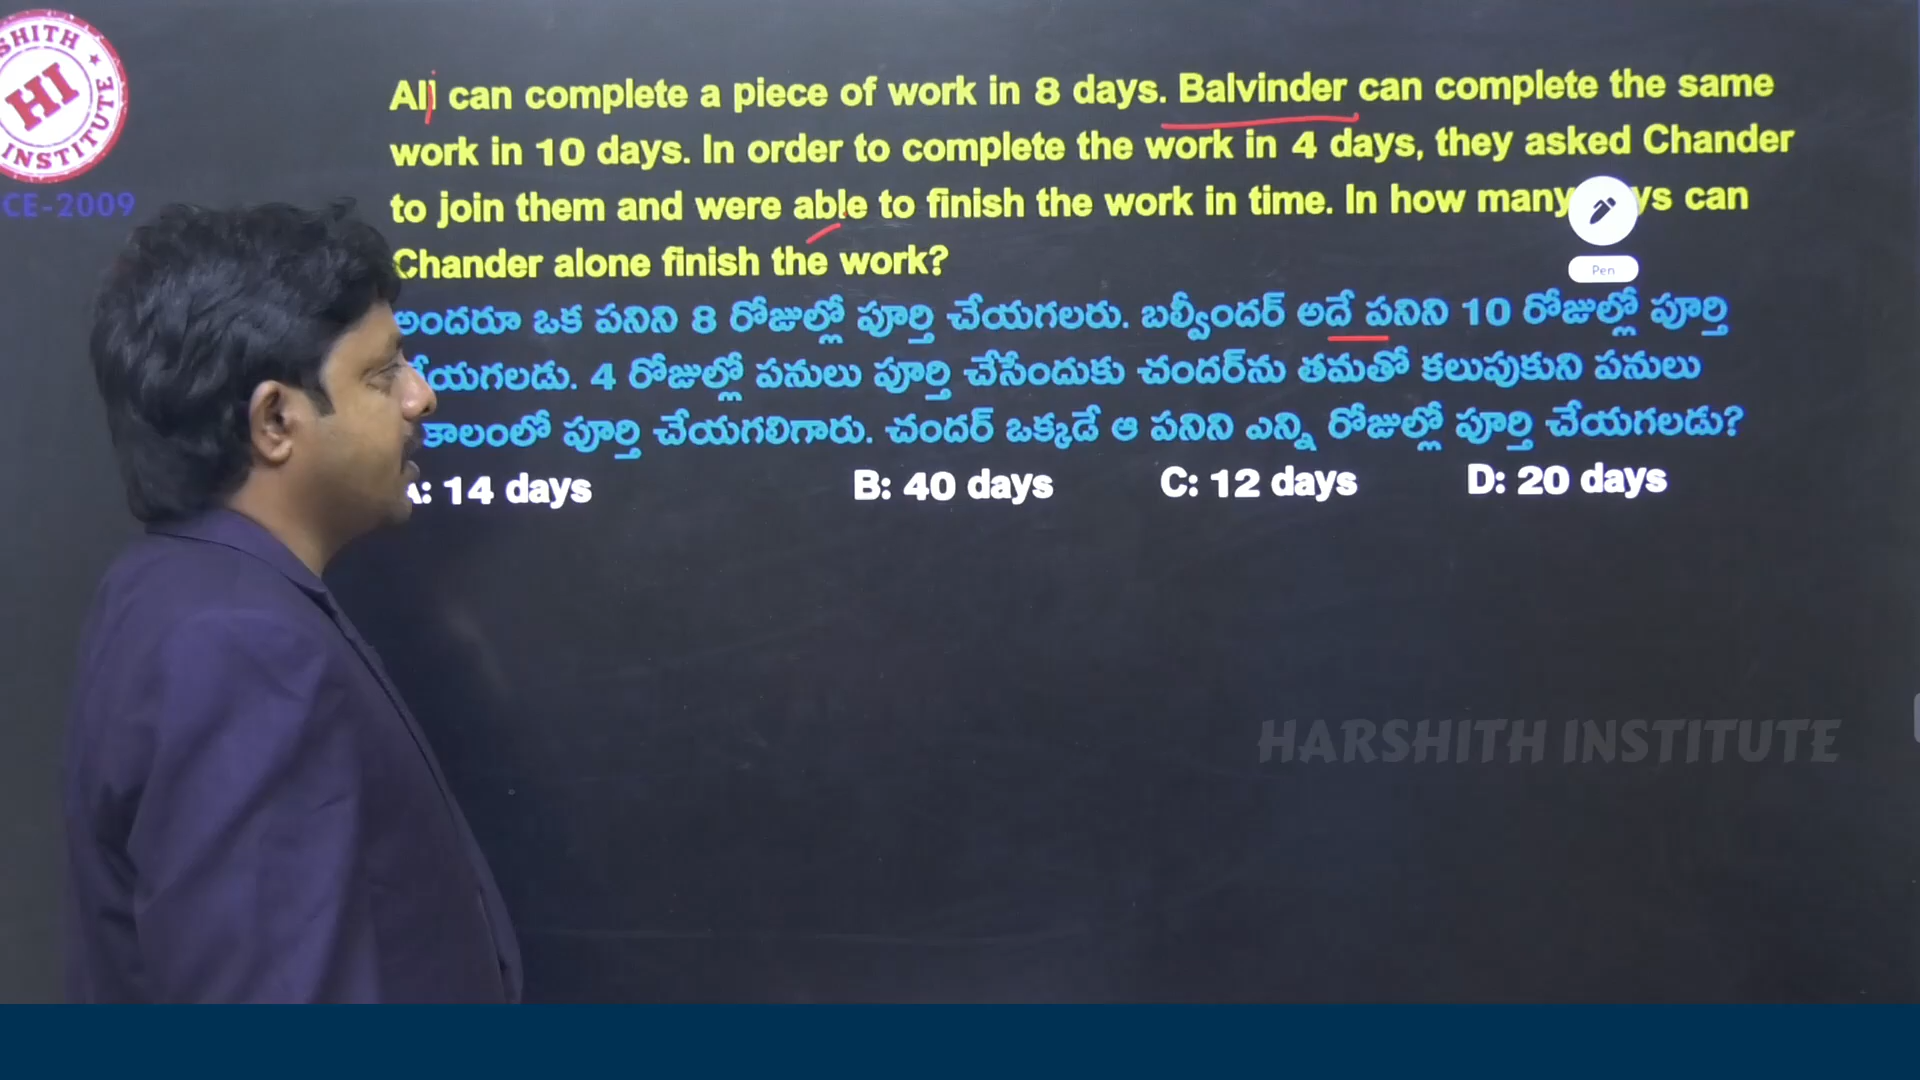 SHITH
HI
INSTITUTE
CE-2009
All can complete a piece of work in 8 days. Balvinder can complete the same
work in 10 days. In order to complete the work in 4 days, they asked Chander
to join them and were able to finish the work in time. In how many ys can
Chander alone finish the work?
Pen
అందరూ ఒక పనిని 8 రోజుల్లో పూర్తి చేయగలరు. బల్వీందర్ అదే పనిని 10 రోజుల్లో పూర్తి
చేయగలడు. 4 రోజుల్లో పనులు పూర్తి చేసేందుకు చందర్‌ను తమతో కలుపుకుని పనులు
కాలంలో పూర్తి చేయగలిగారు. చందర్ ఒక్కడే ఆ పనిని ఎన్ని రోజుల్లో పూర్తి చేయగలడు?
A: 14 days B: 40 days C: 12 days D: 20 days
HARSHITH INSTITUTE